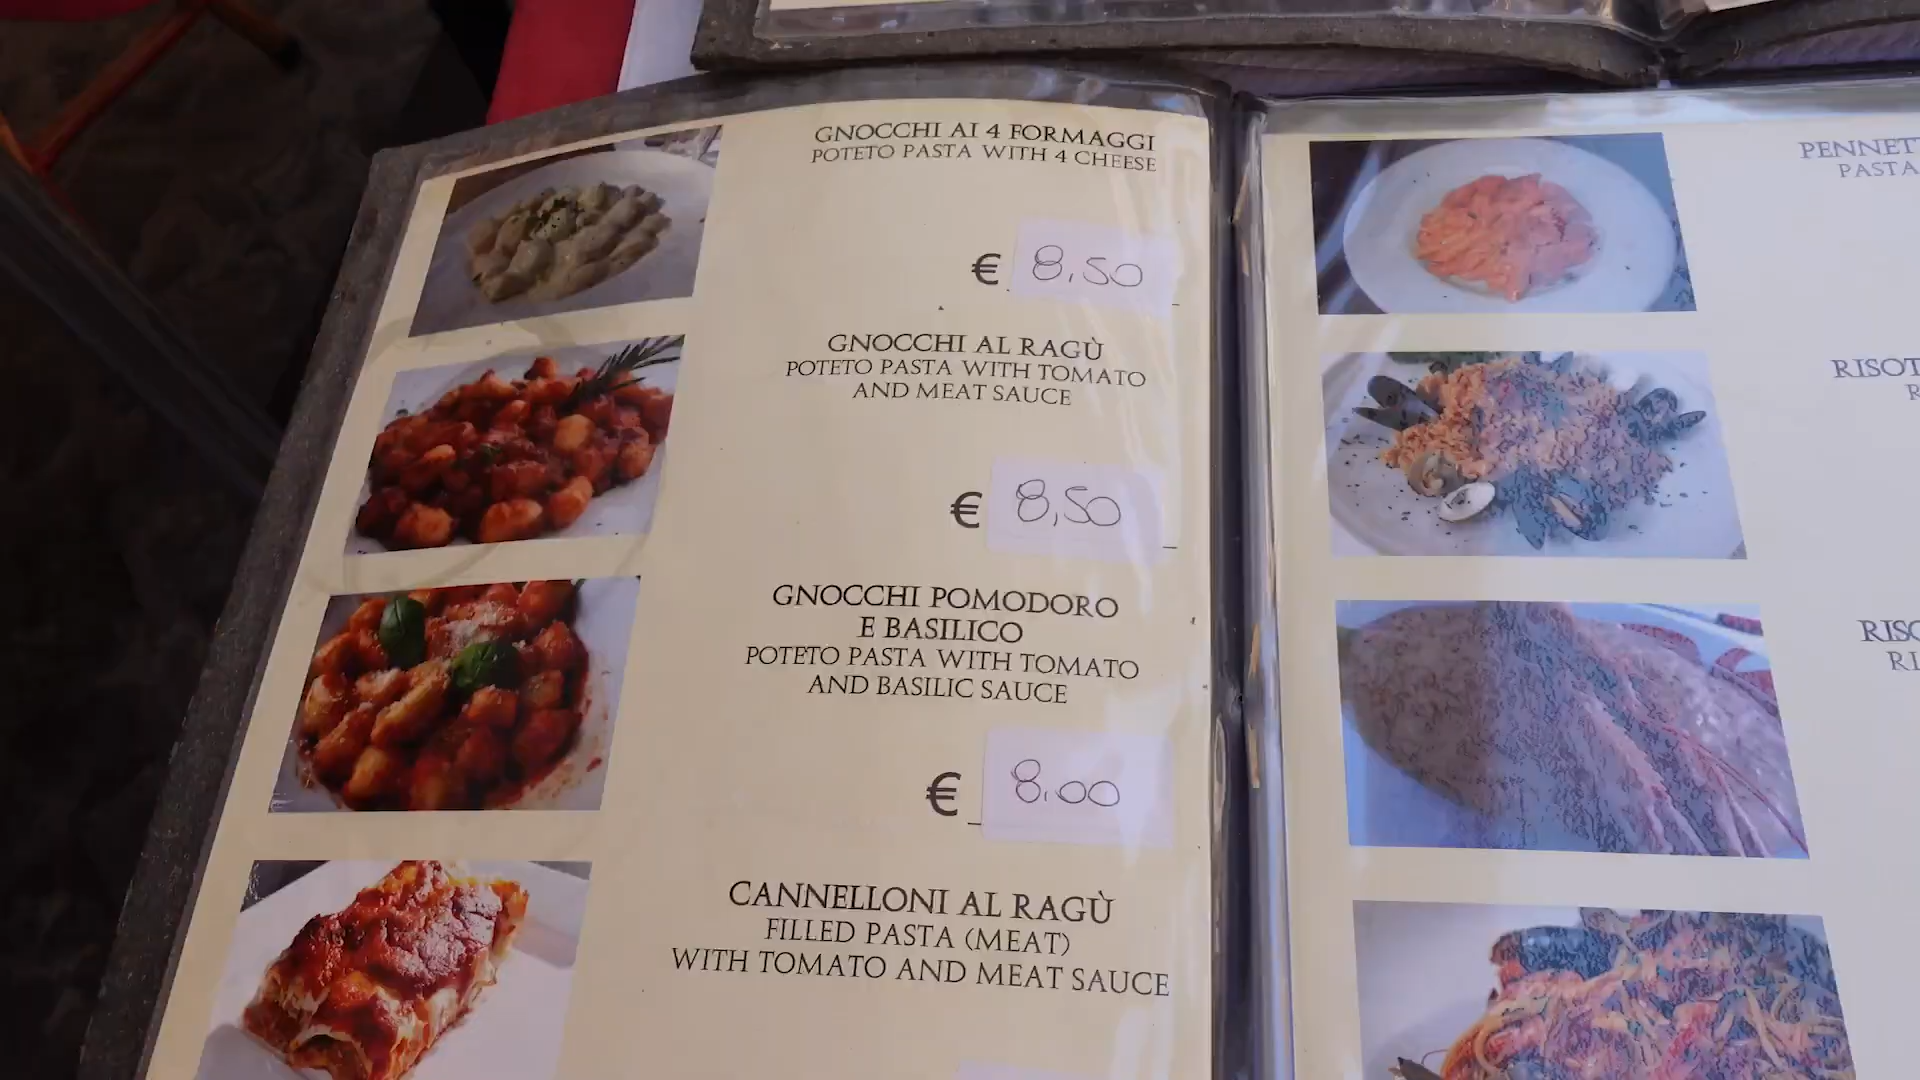 GNOCCHI AI 4 FORMAGGI
POTETO PASTA WITH 4 CHEESE
€ 8,50
GNOCCHI AL RAGÙ
POTETO PASTA WITH TOMATO
AND MEAT SAUCE
€ 8,50
GNOCCHI POMODORO
E BASILICO
POTETO PASTA WITH TOMATO
AND BASILIC SAUCE
€ 8,00
CANNELLONI AL RAGÙ
FILLED PASTA (MEAT)
WITH TOMATO AND MEAT SAUCE
PASTA